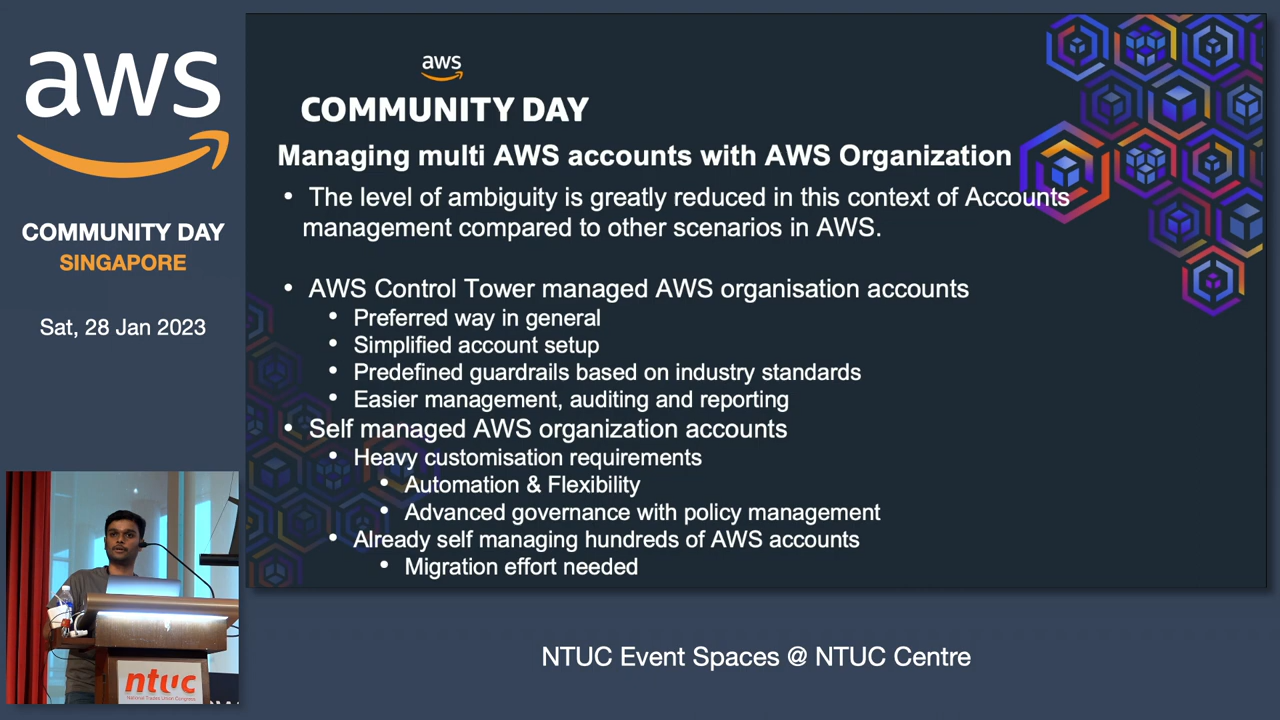 aws
COMMUNITY DAY
SINGAPORE
Sat, 28 Jan 2023
aws
COMMUNITY DAY
Managing multi AWS accounts with AWS Organization
• The level of ambiguity is greatly reduced in this context of Accounts
management compared to other scenarios in AWS.
• AWS Control Tower managed AWS organisation accounts
• Preferred way in general
• Simplified account setup
• Predefined guardrails based on industry standards
• Easier management, auditing and reporting
• Self managed AWS organization accounts
• Heavy customisation requirements
• Automation & Flexibility
• Advanced governance with policy management
• Already self managing hundreds of AWS accounts
• Migration effort needed
ntuc
National Trades Union Congress
NTUC Event Spaces @ NTUC Centre